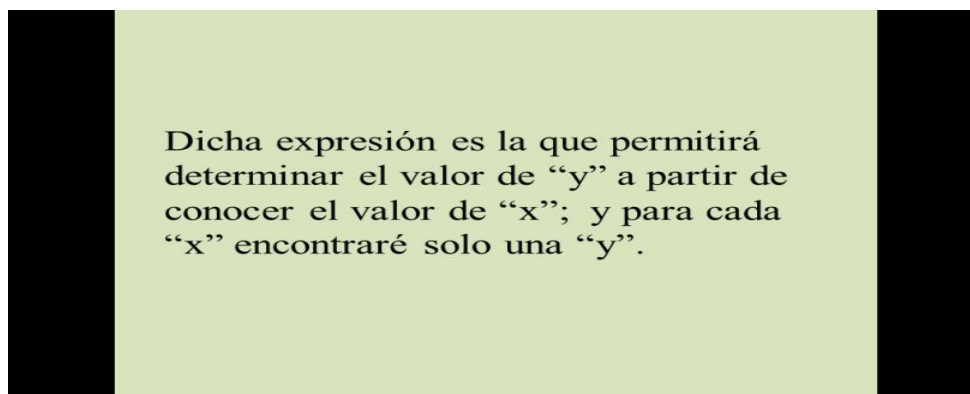 Dicha expresión es la que permitirá
determinar el valor de “y” a partir de
conocer el valor de “x”; y para cada
“x” encontraré solo una “y”.